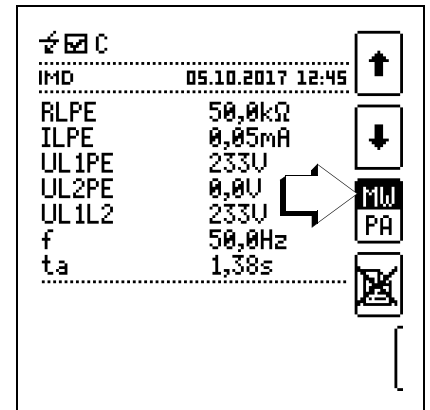 C
IMD 05.10.2017 12:45
RLPE 50,0kΩ
ILPE 0,05mA
UL1PE 233V
UL2PE 0,0V
UL1L2 233V
f 50,0Hz
ta 1,38s
MW
PA